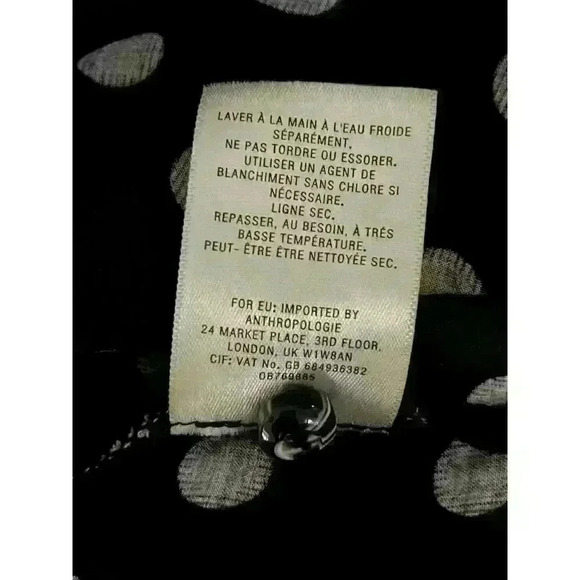 LAVER À LA MAIN À L'EAU FROIDE
SÉPARÉMENT.
NE PAS TORDRE OU ESSORER.
UTILISER UN AGENT DE
BLANCHIMENT SANS CHLORE SI
NÉCESSAIRE.
LIGNE SEC.
REPASSER, AU BESOIN, À TRÈS
BASSE TEMPÉRATURE.
PEUT- ÊTRE ÊTRE NETTOYÉE SEC.
FOR EU: IMPORTED BY
ANTHROPOLOGIE
24 MARKET PLACE, 3RD FLOOR,
LONDON, UK W1W8AN
CIF: VAT No. GB 684936382
OB769885